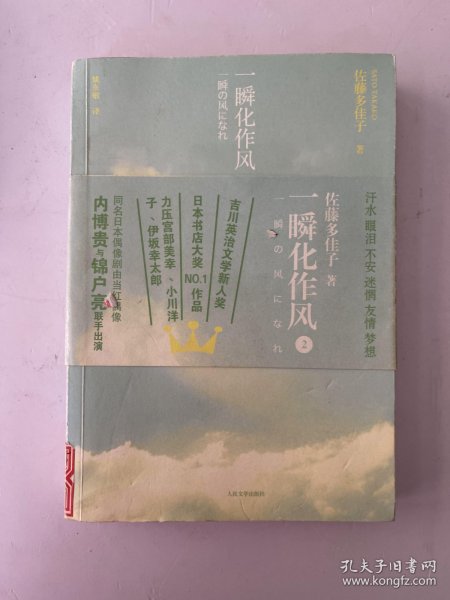 SATO TAKAKO
佐藤多佳子 著
一瞬化作风
一瞬の风になれ
汗水 眼泪 不安 迷惘 友情 梦想
佐藤多佳子 著
一瞬化作风 2
一瞬の风になれ
吉川英治文学新人奖
日本书店大奖NO.1作品
力压宫部美幸、小川洋
子、伊坂幸太郎
同名日本偶像剧由当红偶像
内博贵与锦户亮联手出演
人民文学出版社
孔夫子旧书网
www.kongfz.com